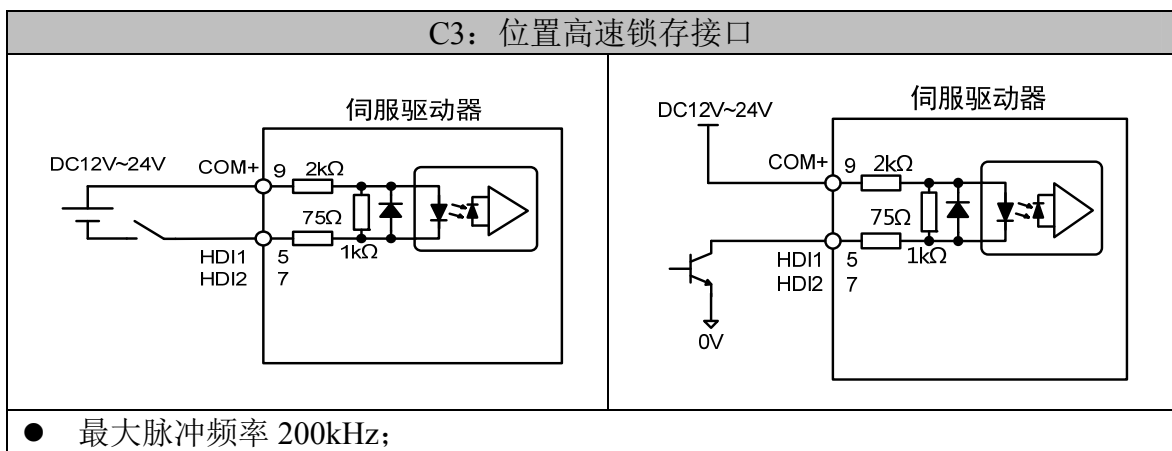 C3：位置高速锁存接口
伺服驱动器
DC12V~24V
COM+
9
2kΩ
75Ω
HDI1
5
1kΩ
HDI2
7
伺服驱动器
DC12V~24V
COM+
9
2kΩ
75Ω
HDI1
5
1kΩ
HDI2
7
0V
● 最大脉冲频率 200kHz；